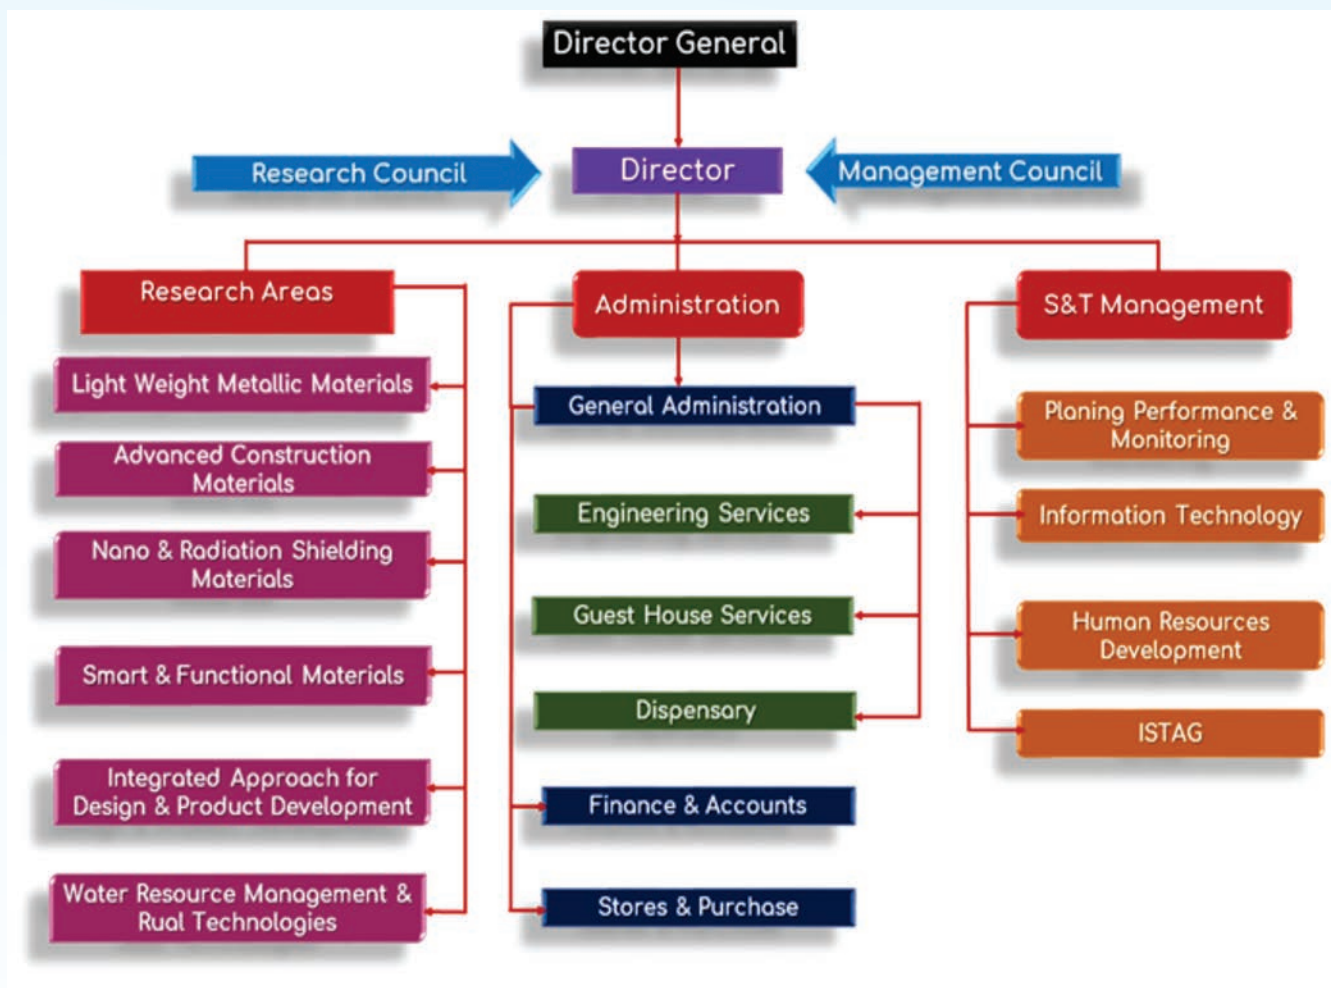 Director General
Research Council
Director
Management Council
Research Areas
Light Weight Metallic Materials
Advanced Construction
Materials
Nano & Radiation Shielding
Materials
Smart & Functional Materials
Integrated Approach for
Design & Product Development
Water Resource Management &
Rual Technologies
Administration
General Administration
Engineering Services
Guest House Services
Dispensary
Finance & Accounts
Stores & Purchase
S&T Management
Planing Performance &
Monitoring
Information Technology
Human Resources
Development
ISTAG